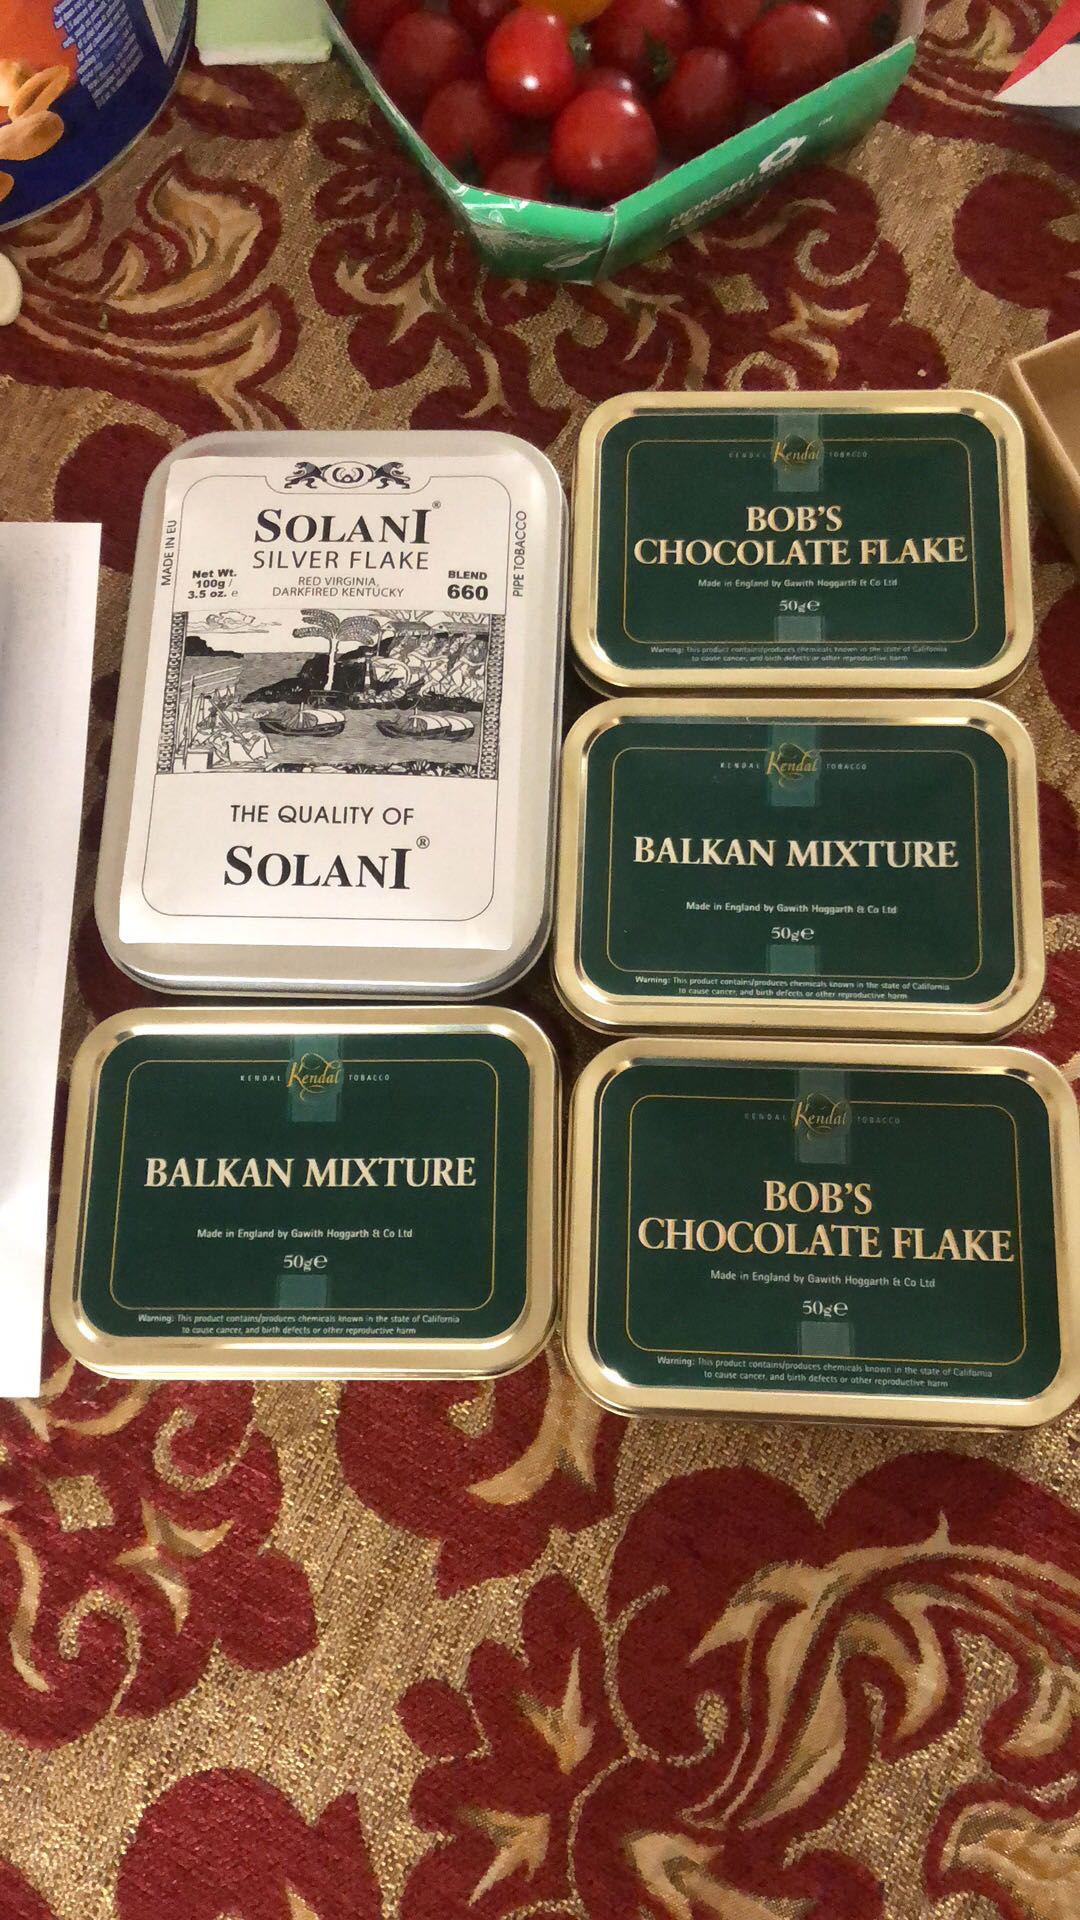 SOLANI®
SILVER FLAKE
RED VIRGINIA,
DARKFIRED KENTUCKY
Net Wt.
100g /
3.5 oz. e
BLEND
660
MADE IN EU
PIPE TOBACCO
THE QUALITY OF
SOLANI®
KENDAL Kendal TOBACCO
BOB'S
CHOCOLATE FLAKE
Made in England by Gawith Hoggarth & Co Ltd
50g℮
Warning: This product contains/produces chemicals known in the state of California
to cause cancer, and birth defects or other reproductive harm
KENDAL Kendal TOBACCO
BALKAN MIXTURE
Made in England by Gawith Hoggarth & Co Ltd
50g℮
Warning: This product contains/produces chemicals known in the state of California
to cause cancer, and birth defects or other reproductive harm
KENDAL Kendal TOBACCO
BALKAN MIXTURE
Made in England by Gawith Hoggarth & Co Ltd
50g℮
Warning: This product contains/produces chemicals known in the state of California
to cause cancer, and birth defects or other reproductive harm
KENDAL Kendal TOBACCO
BOB'S
CHOCOLATE FLAKE
Made in England by Gawith Hoggarth & Co Ltd
50g℮
Warning: This product contains/produces chemicals known in the state of California
to cause cancer, and birth defects or other reproductive harm